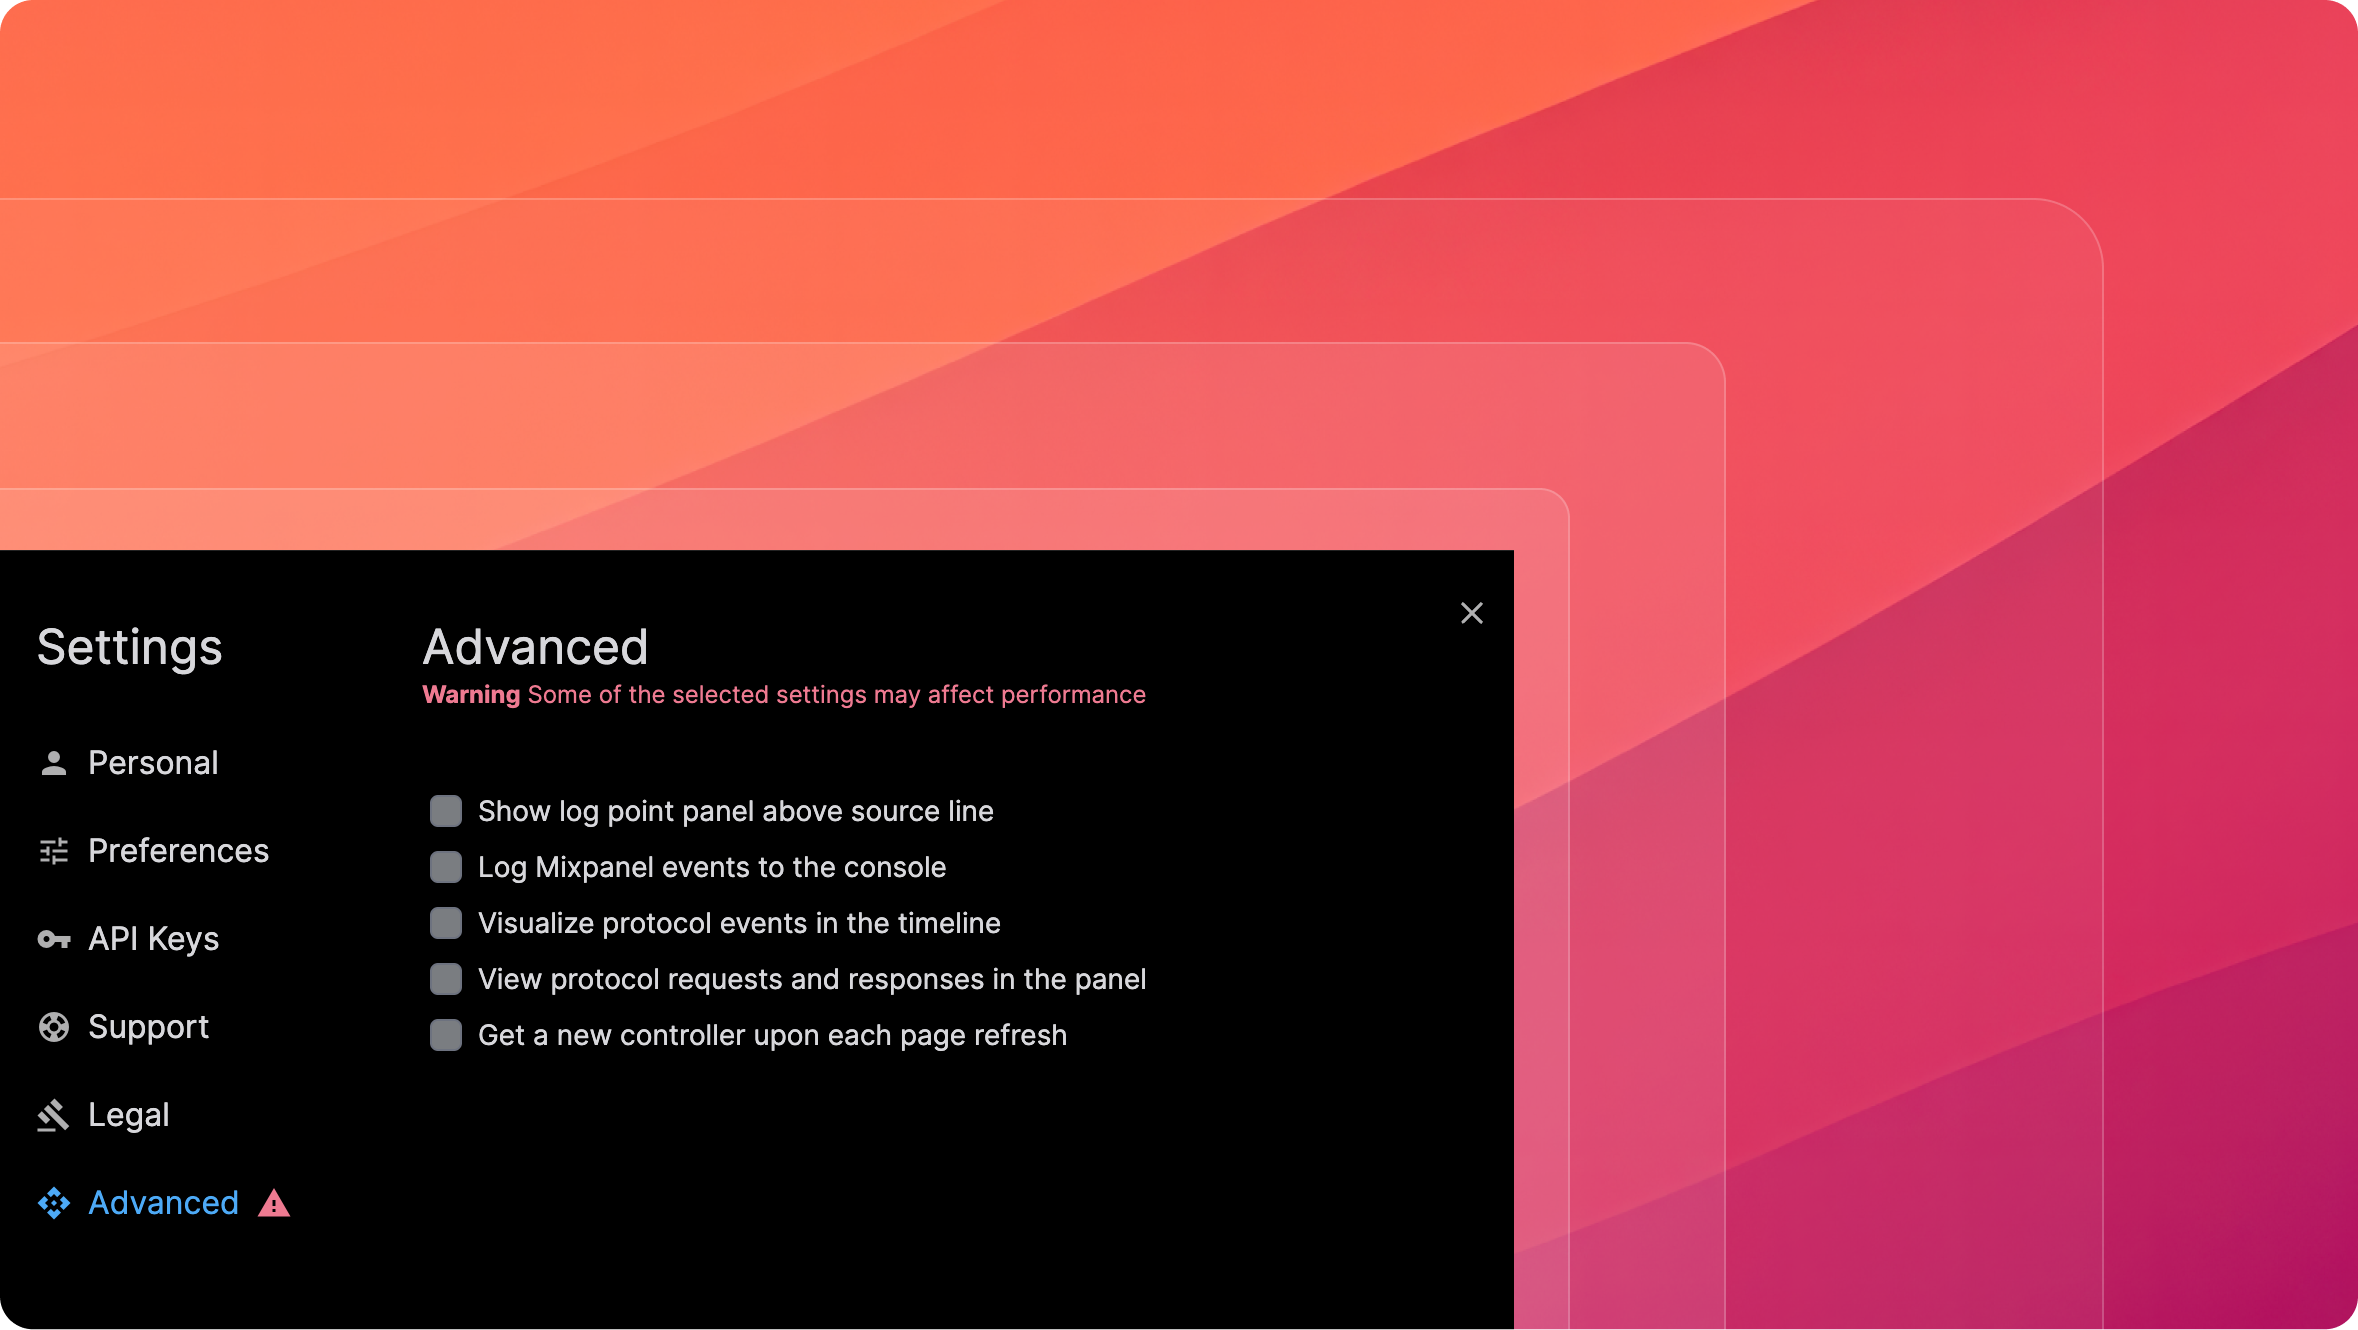 Settings
Personal
Preferences
API Keys
Support
Legal
Advanced
Advanced
Warning Some of the selected settings may affect performance
Show log point panel above source line
Log Mixpanel events to the console
Visualize protocol events in the timeline
View protocol requests and responses in the panel
Get a new controller upon each page refresh